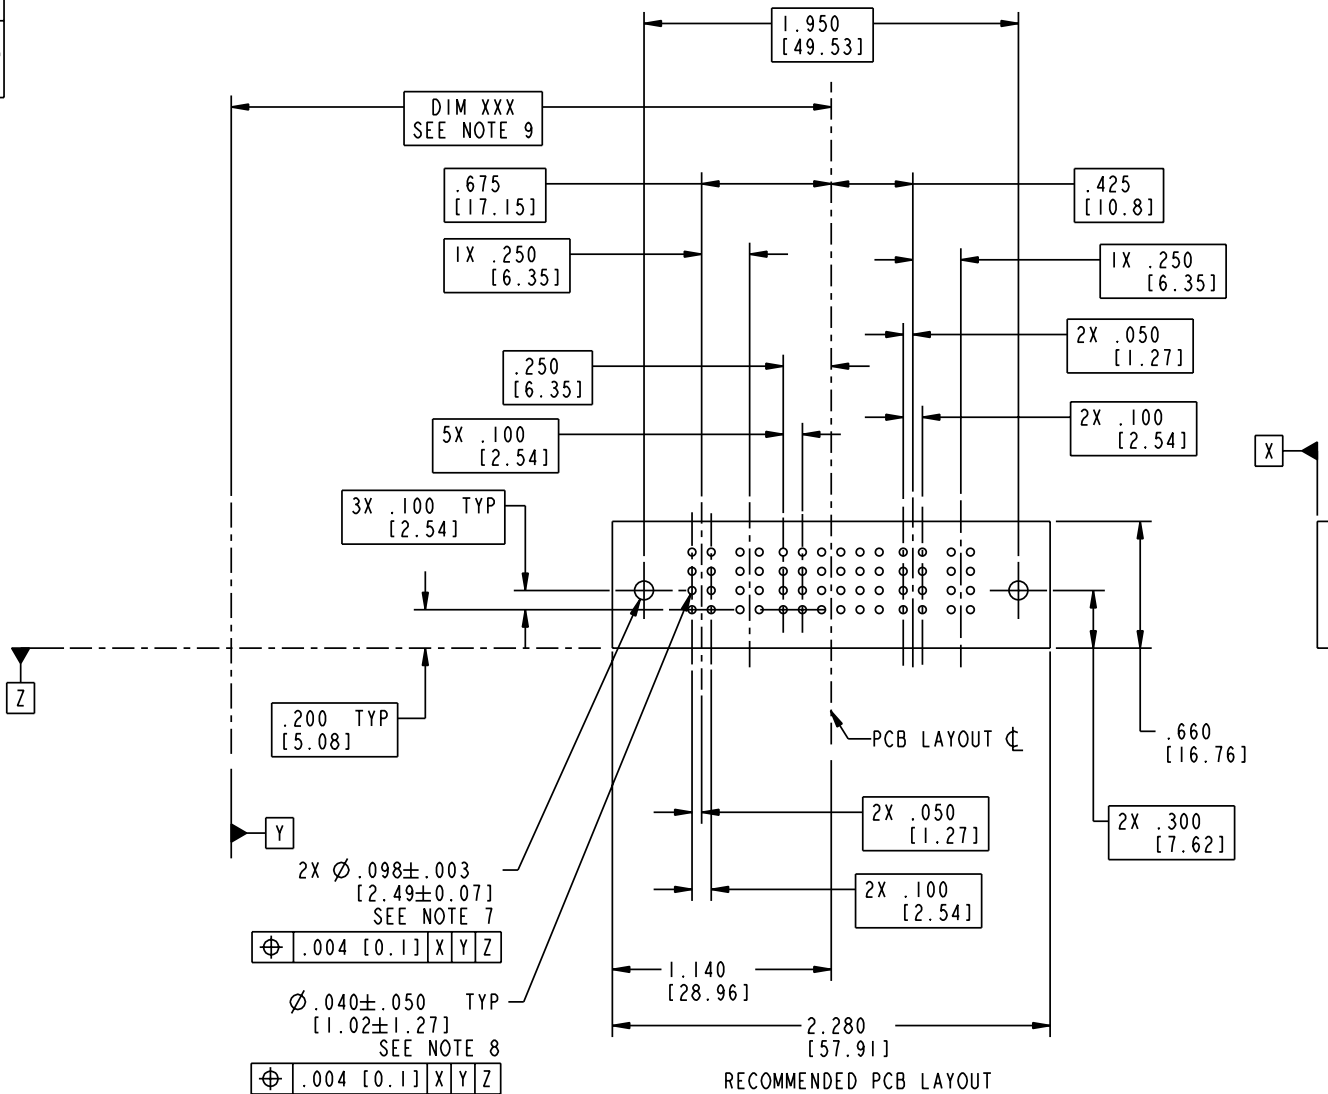 1.950
[49.53]
DIM XXX
SEE NOTE 9
.675
[17.15]
.425
[10.8]
1X .250
[6.35]
1X .250
[6.35]
2X .050
[1.27]
.250
[6.35]
2X .100
[2.54]
5X .100
[2.54]
X
3X .100 TYP
[2.54]
Z
.200 TYP
[5.08]
PCB LAYOUT ℄
.660
[16.76]
2X .050
[1.27]
2X .300
[7.62]
Y
2X Ø.098±.003
[2.49±0.07]
SEE NOTE 7
⌖ .004 [0.1] X Y Z
2X .100
[2.54]
1.140
[28.96]
Ø.040±.050 TYP
[1.02±1.27]
SEE NOTE 8
⌖ .004 [0.1] X Y Z
2.280
[57.91]
RECOMMENDED PCB LAYOUT